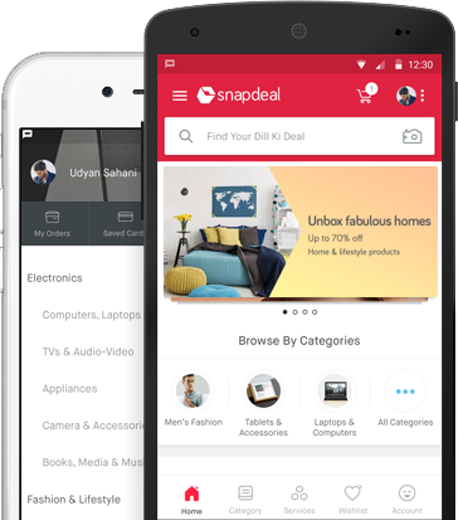 Udyan Sahani
My Orders
Saved Card
Electronics
Computers, Laptops
TVs & Audio-Video
Appliances
Camera & Accessori
Books, Media & Musi
Fashion & Lifestyle
12:30
snapdeal
1
Find Your Dill Ki Deal
Unbox fabulous homes
Up to 70% off
Home & lifestyle products
Browse By Categories
Men's Fashion
Tablets &
Accessories
Laptops &
Computers
All Categories
Home
Category
Services
Wishlist
Account